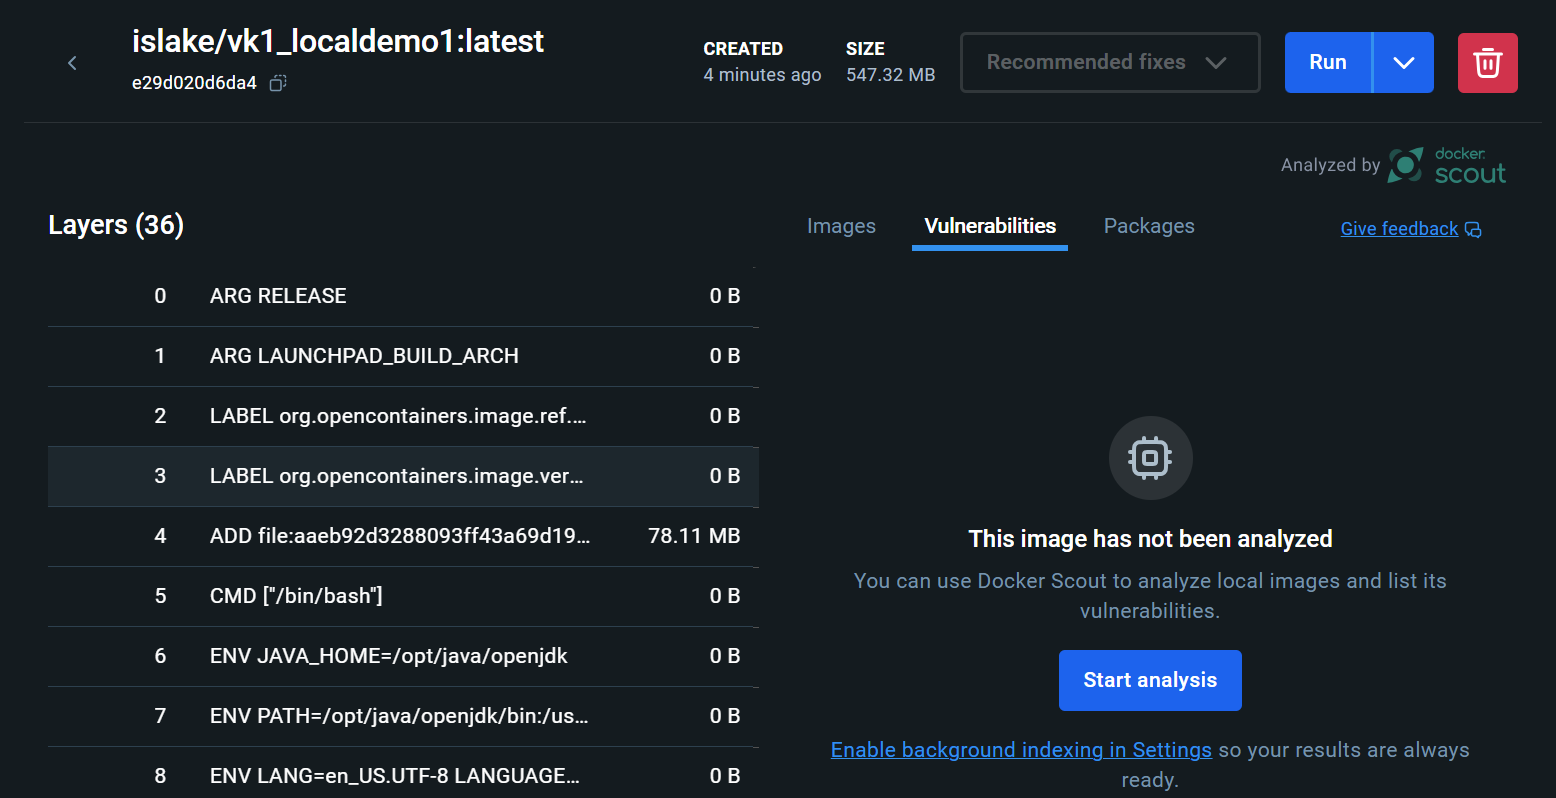 islake/vk1_localdemo1:latest
e29d020d6da4
CREATED
4 minutes ago
SIZE
547.32 MB
Recommended fixes
Run
Analyzed by docker scout
Layers (36)
Images
Vulnerabilities
Packages
Give feedback
0 ARG RELEASE 0 B
1 ARG LAUNCHPAD_BUILD_ARCH 0 B
2 LABEL org.opencontainers.image.ref.... 0 B
3 LABEL org.opencontainers.image.ver... 0 B
4 ADD file:aaeb92d3288093ff43a69d19... 78.11 MB
5 CMD ["/bin/bash"] 0 B
6 ENV JAVA_HOME=/opt/java/openjdk 0 B
7 ENV PATH=/opt/java/openjdk/bin:/us... 0 B
8 ENV LANG=en_US.UTF-8 LANGUAGE... 0 B
This image has not been analyzed
You can use Docker Scout to analyze local images and list its
vulnerabilities.
Start analysis
Enable background indexing in Settings so your results are always
ready.